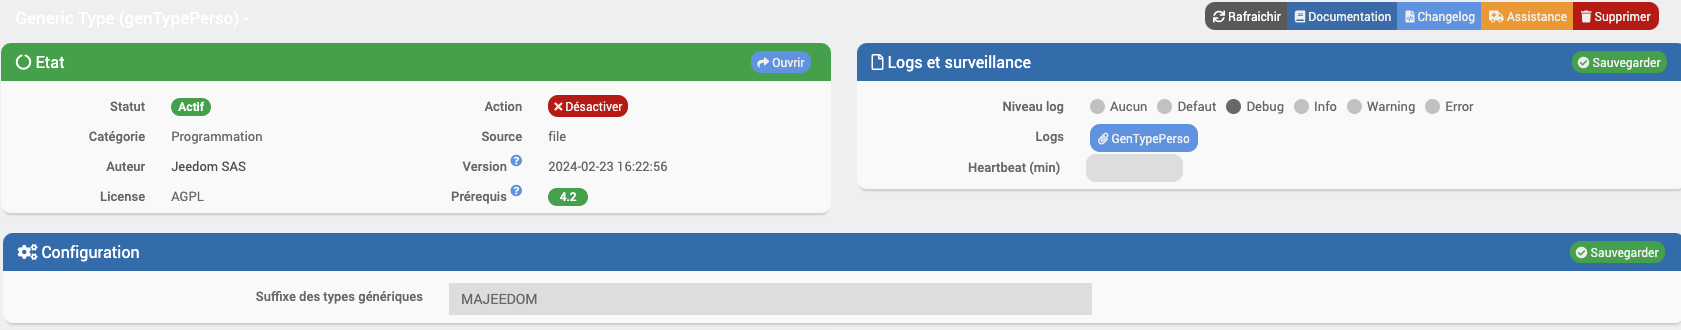 Generic Type (genTypePerso) -
Rafraichir Documentation Changelog Assistance Supprimer
Etat Ouvrir
Statut Actif Action Désactiver
Catégorie Programmation Source file
Auteur Jeedom SAS Version ? 2024-02-23 16:22:56
License AGPL Prérequis ? 4.2
Logs et surveillance Sauvegarder
Niveau log Aucun Defaut Debug Info Warning Error
Logs GenTypePerso
Heartbeat (min)
Configuration Sauvegarder
Suffixe des types génériques MAJEEDOM